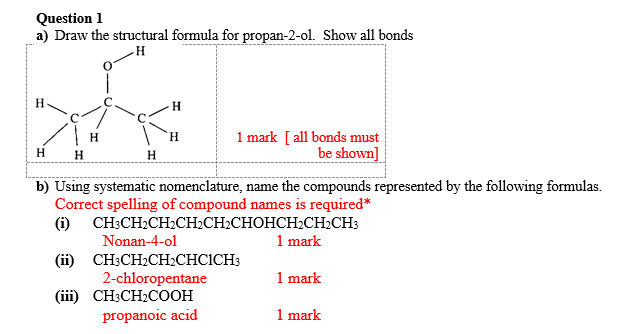 Question 1
a) Draw the structural formula for propan-2-ol. Show all bonds
H
O
H C H
C C
H H
H H H
1 mark [ all bonds must
be shown]
b) Using systematic nomenclature, name the compounds represented by the following formulas.
Correct spelling of compound names is required*
(i) CH₃CH₂CH₂CH₂CH₂CHOHCH₂CH₂CH₃
Nonan-4-ol 1 mark
(ii) CH₃CH₂CH₂CHClCH₃
2-chloropentane 1 mark
(iii) CH₃CH₂COOH
propanoic acid 1 mark